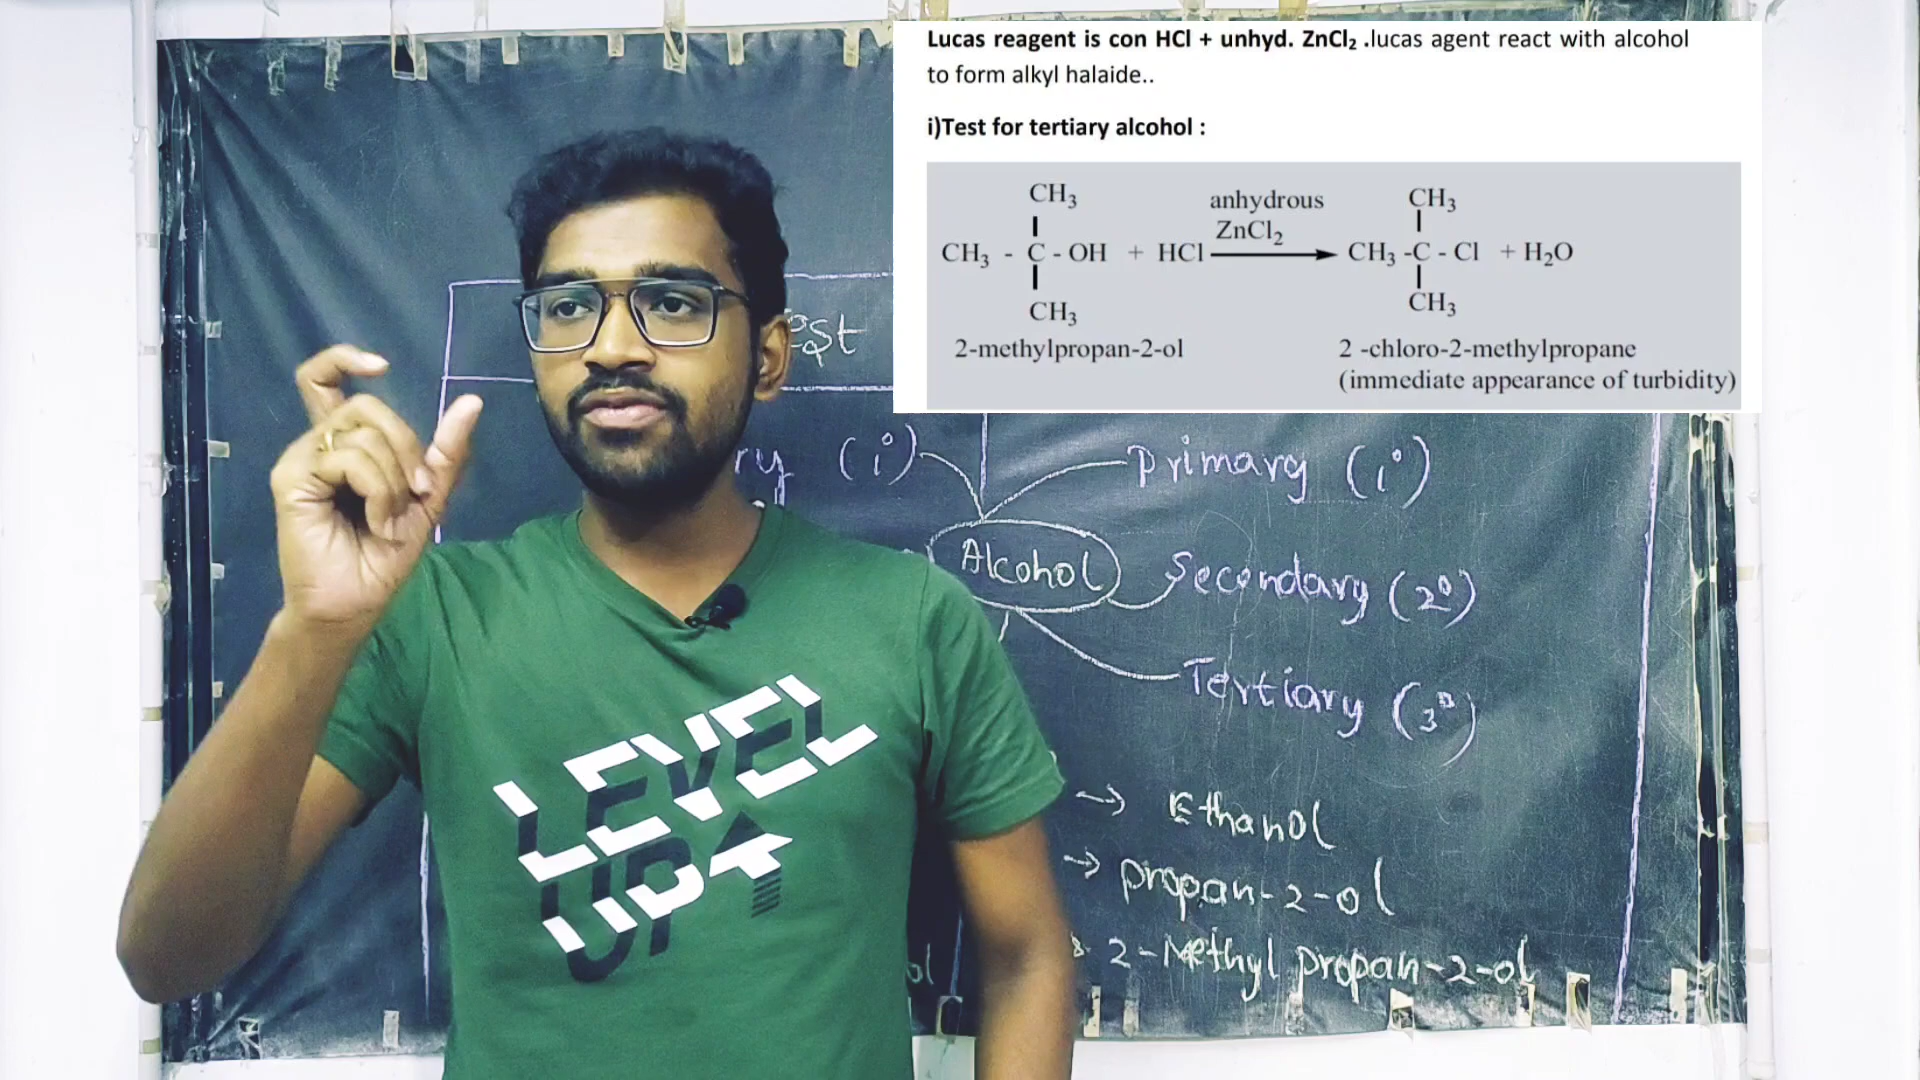 Lucas reagent is con HCl + unhyd. ZnCl₂ .lucas agent react with alcohol
to form alkyl halaide..
i)Test for tertiary alcohol :
CH₃
CH₃ - C - OH + HCl
CH₃
2-methylpropan-2-ol
anhydrous
ZnCl₂
CH₃
CH₃ -C - Cl + H₂O
CH₃
2 -chloro-2-methylpropane
(immediate appearance of turbidity)
ry (i°)
Primary (1°)
Alcohol
Secondary (2°)
Tertiary (3°)
→ Ethanol
→ propan-2-ol
2-Methyl propan-2-ol
ol
LEVEL
UP